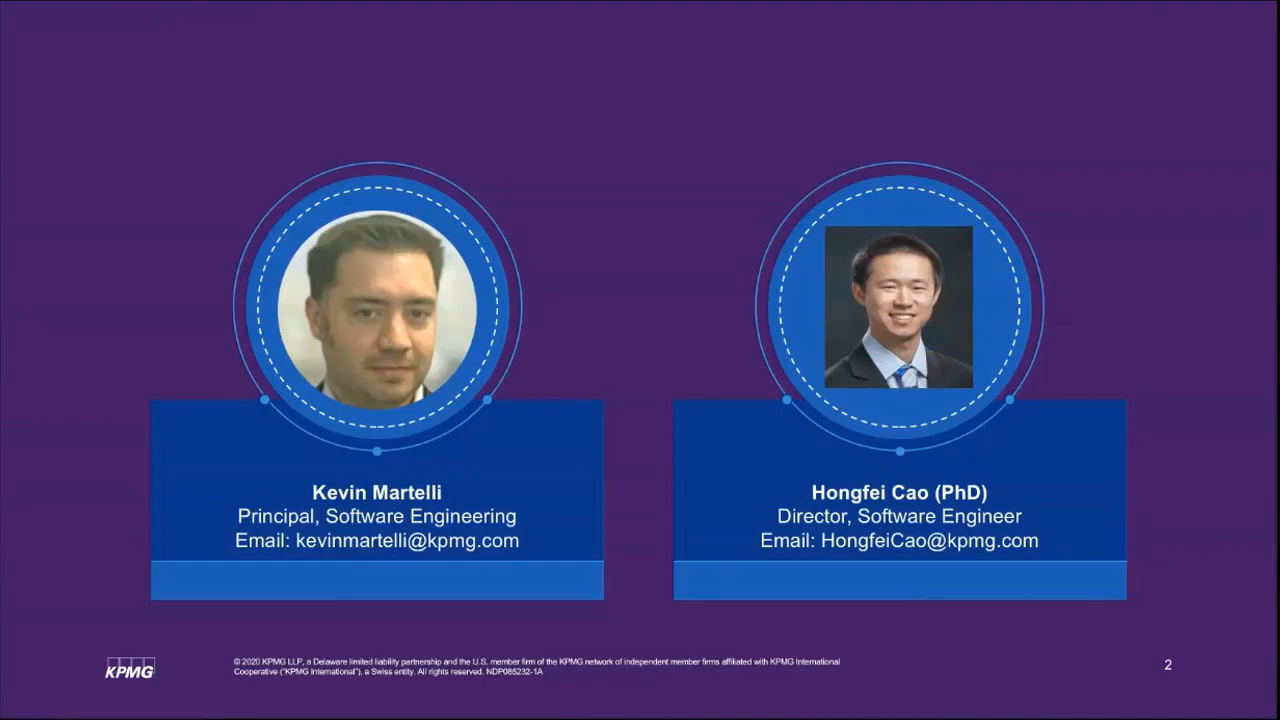 Kevin Martelli
Principal, Software Engineering
Email: kevinmartelli@kpmg.com
Hongfei Cao (PhD)
Director, Software Engineer
Email: HongfeiCao@kpmg.com
KPMG
© 2020 KPMG LLP, a Delaware limited liability partnership and the U.S. member firm of the KPMG network of independent member firms affiliated with KPMG International
Cooperative ("KPMG International"), a Swiss entity. All rights reserved. NDP085232-1A
2